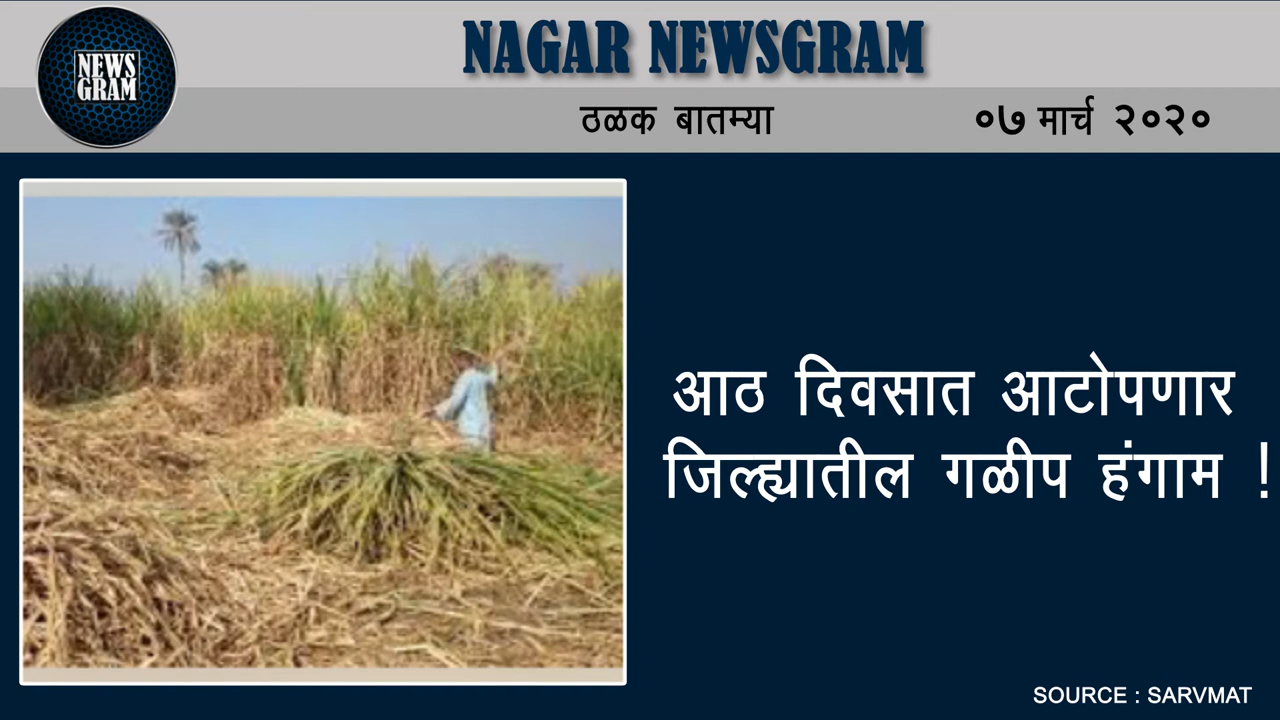 NEWS
GRAM
NAGAR NEWSGRAM
ठळक बातम्या
०७ मार्च २०२०
आठ दिवसात आटोपणार
जिल्ह्यातील गळीप हंगाम !
SOURCE : SARVMAT